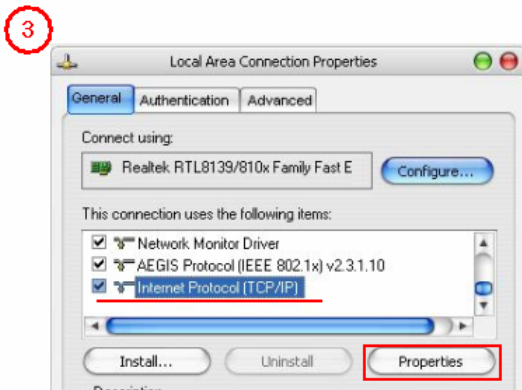 3
Local Area Connection Properties
General Authentication Advanced
Connect using:
Realtek RTL8139/810x Family Fast E Configure...
This connection uses the following items:
Network Monitor Driver
AEGIS Protocol (IEEE 802.1x) v2.3.1.10
Internet Protocol (TCP/IP)
Install... Uninstall Properties
Description